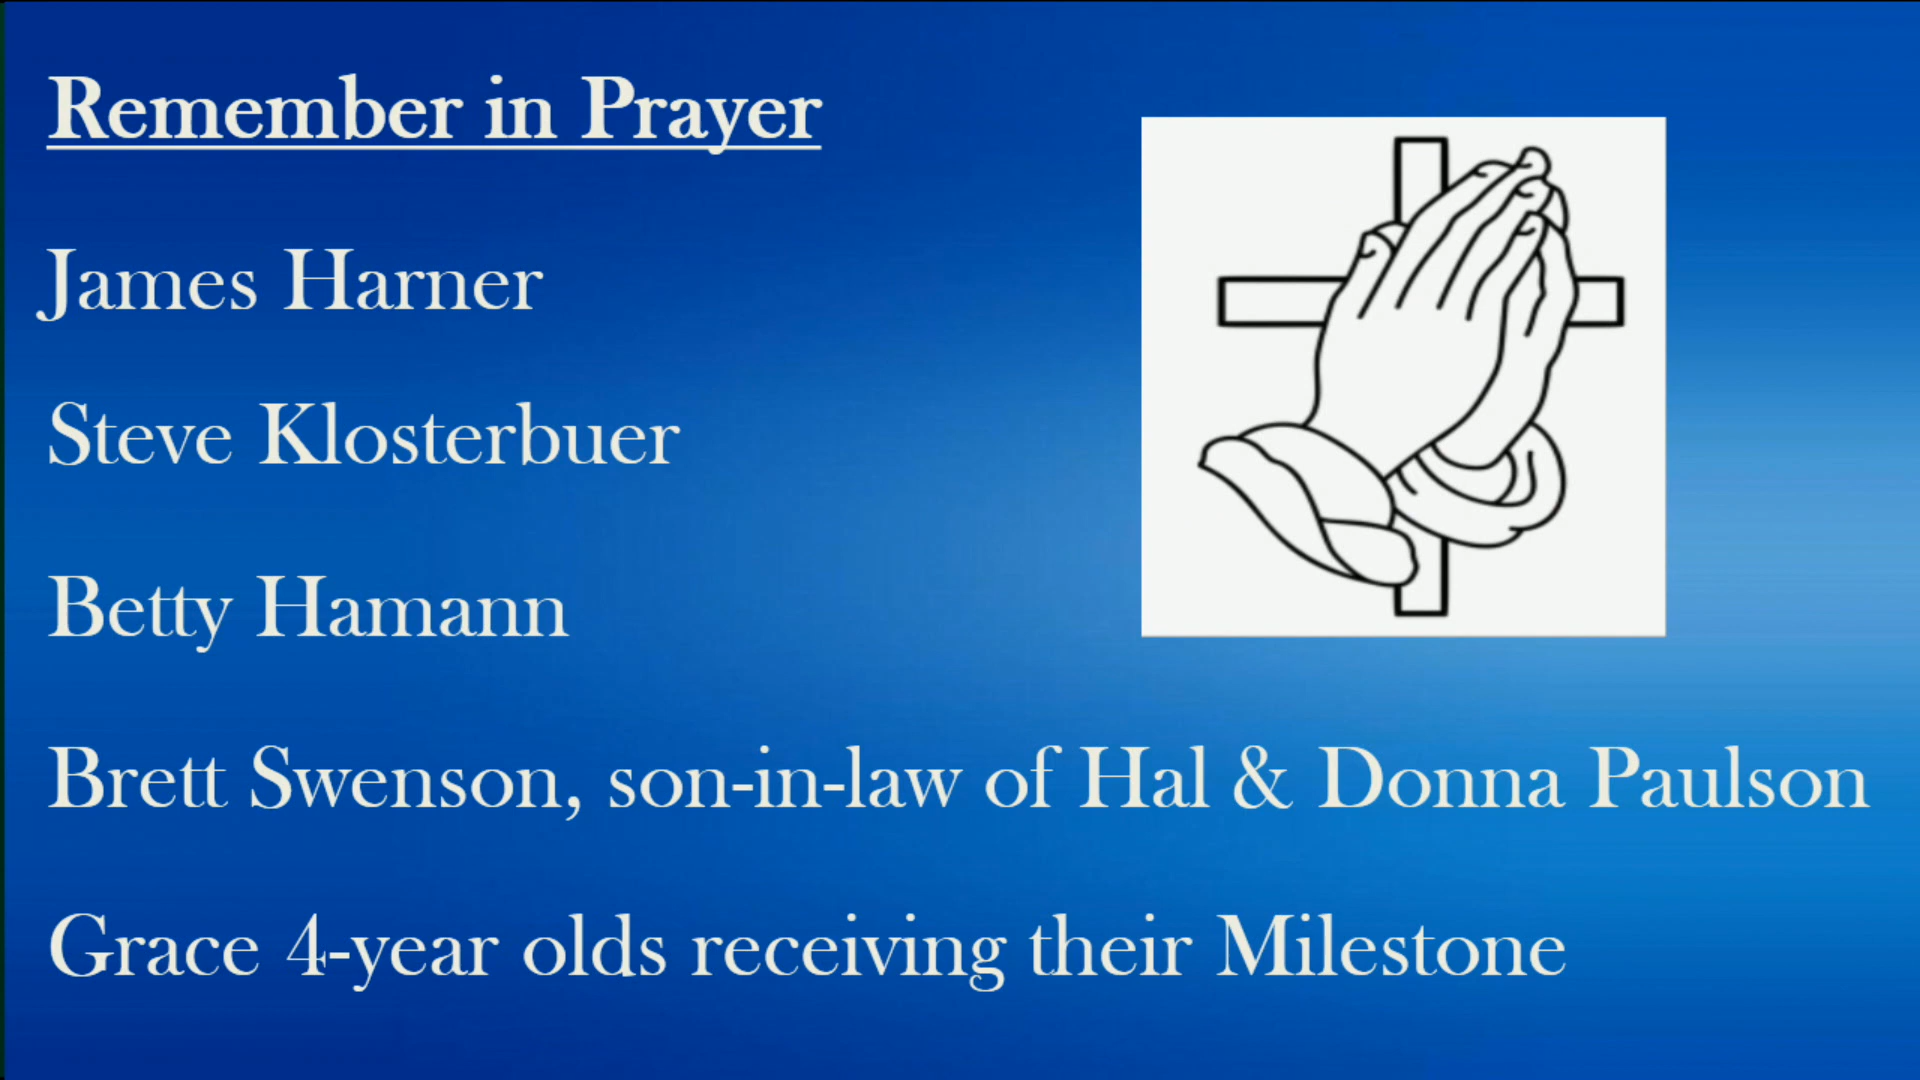 Remember in Prayer
James Harner
Steve Klosterbuer
Betty Hamann
Brett Swenson, son-in-law of Hal & Donna Paulson
Grace 4-year olds receiving their Milestone